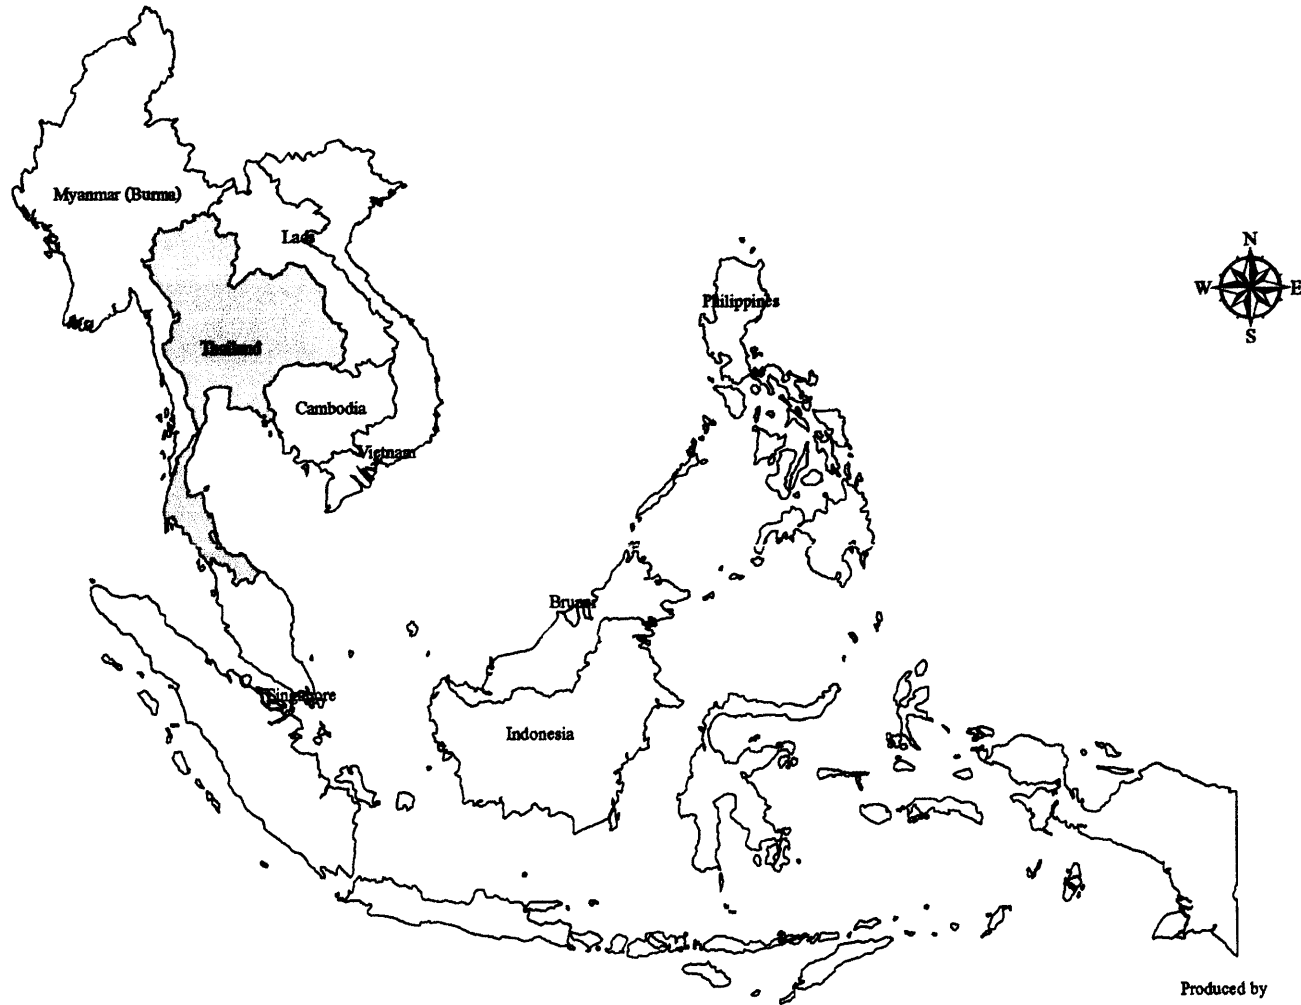 Myanmar (Burma)
Laos
N
W
E
S
Philippines
Thailand
Cambodia
Vietnam
Brunei
Singapore
Indonesia
Produced by